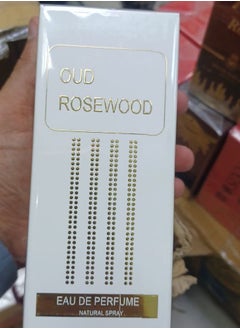 OUD
ROSEWOOD
EAU DE PERFUME
NATURAL SPRAY